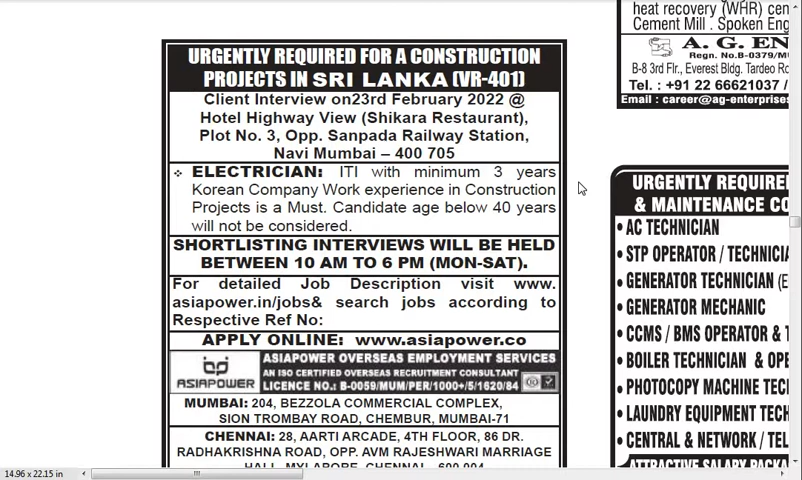 heat recovery (WHR) cen
Cement Mill . Spoken Eng
A. G. EN
Regn. No.B-0379/M
B-8 3rd Flr., Everest Bldg. Tardeo Ro
Tel. : +91 22 66621037 /
Email : career@ag-enterprises
URGENTLY REQUIRED FOR A CONSTRUCTION
PROJECTS IN SRI LANKA (VR-401)
Client Interview on23rd February 2022 @
Hotel Highway View (Shikara Restaurant),
Plot No. 3, Opp. Sanpada Railway Station,
Navi Mumbai – 400 705
ELECTRICIAN: ITI with minimum 3 years
Korean Company Work experience in Construction
Projects is a Must. Candidate age below 40 years
will not be considered.
SHORTLISTING INTERVIEWS WILL BE HELD
BETWEEN 10 AM TO 6 PM (MON-SAT).
For detailed Job Description visit www.
asiapower.in/jobs& search jobs according to
Respective Ref No:
APPLY ONLINE: www.asiapower.co
ASIAPOWER
ASIAPOWER OVERSEAS EMPLOYMENT SERVICES
AN ISO CERTIFIED OVERSEAS RECRUITMENT CONSULTANT
LICENCE NO.: B-0059/MUM/PER/1000+/5/1620/84
MUMBAI: 204, BEZZOLA COMMERCIAL COMPLEX,
SION TROMBAY ROAD, CHEMBUR, MUMBAI-71
CHENNAI: 28, AARTI ARCADE, 4TH FLOOR, 86 DR.
RADHAKRISHNA ROAD, OPP. AVM RAJESHWARI MARRIAGE
HALL, MYLAPORE, CHENNAI - 600 004
URGENTLY REQUIRE
& MAINTENANCE CO
• AC TECHNICIAN
• STP OPERATOR / TECHNICIA
• GENERATOR TECHNICIAN (E
• GENERATOR MECHANIC
• CCMS / BMS OPERATOR & T
• BOILER TECHNICIAN & OPE
• PHOTOCOPY MACHINE TEC
• LAUNDRY EQUIPMENT TECH
• CENTRAL & NETWORK / TEL
ATTRACTIVE SALARY PACKA
14.96 x 22.15 in